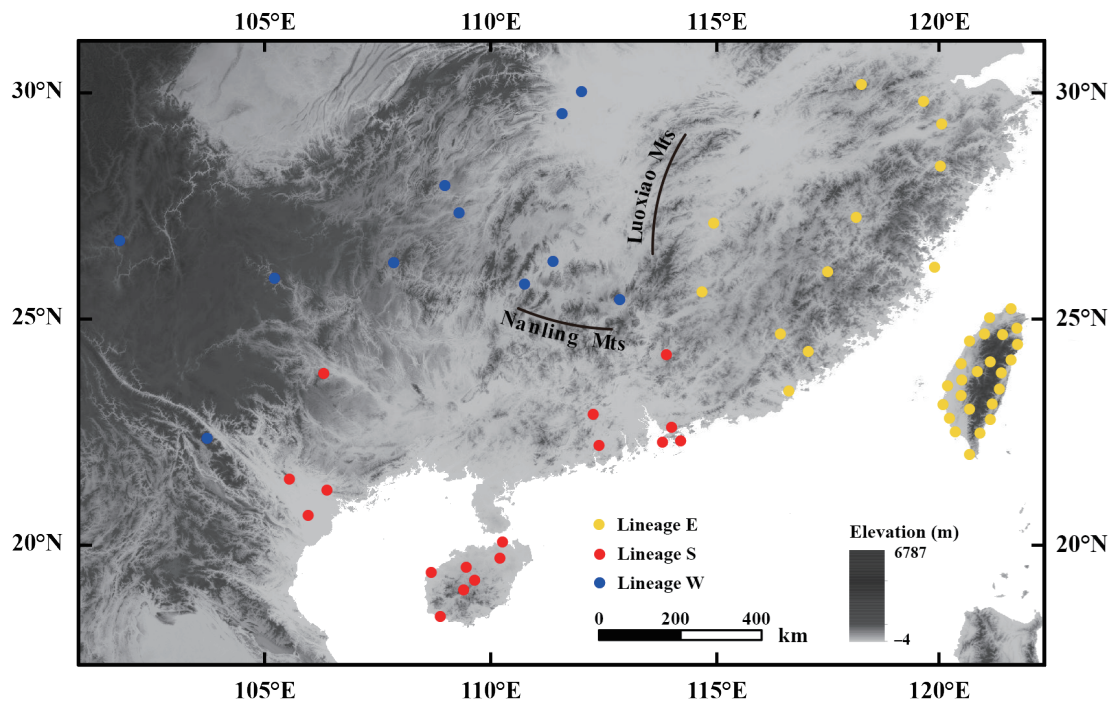 105°E 110°E 115°E 120°E
30°N 30°N
Luoxiao Mts
25°N 25°N
Nanling Mts
Lineage E
Lineage S
Lineage W
0 200 400
km
Elevation (m)
6787
–4
20°N 20°N
105°E 110°E 115°E 120°E